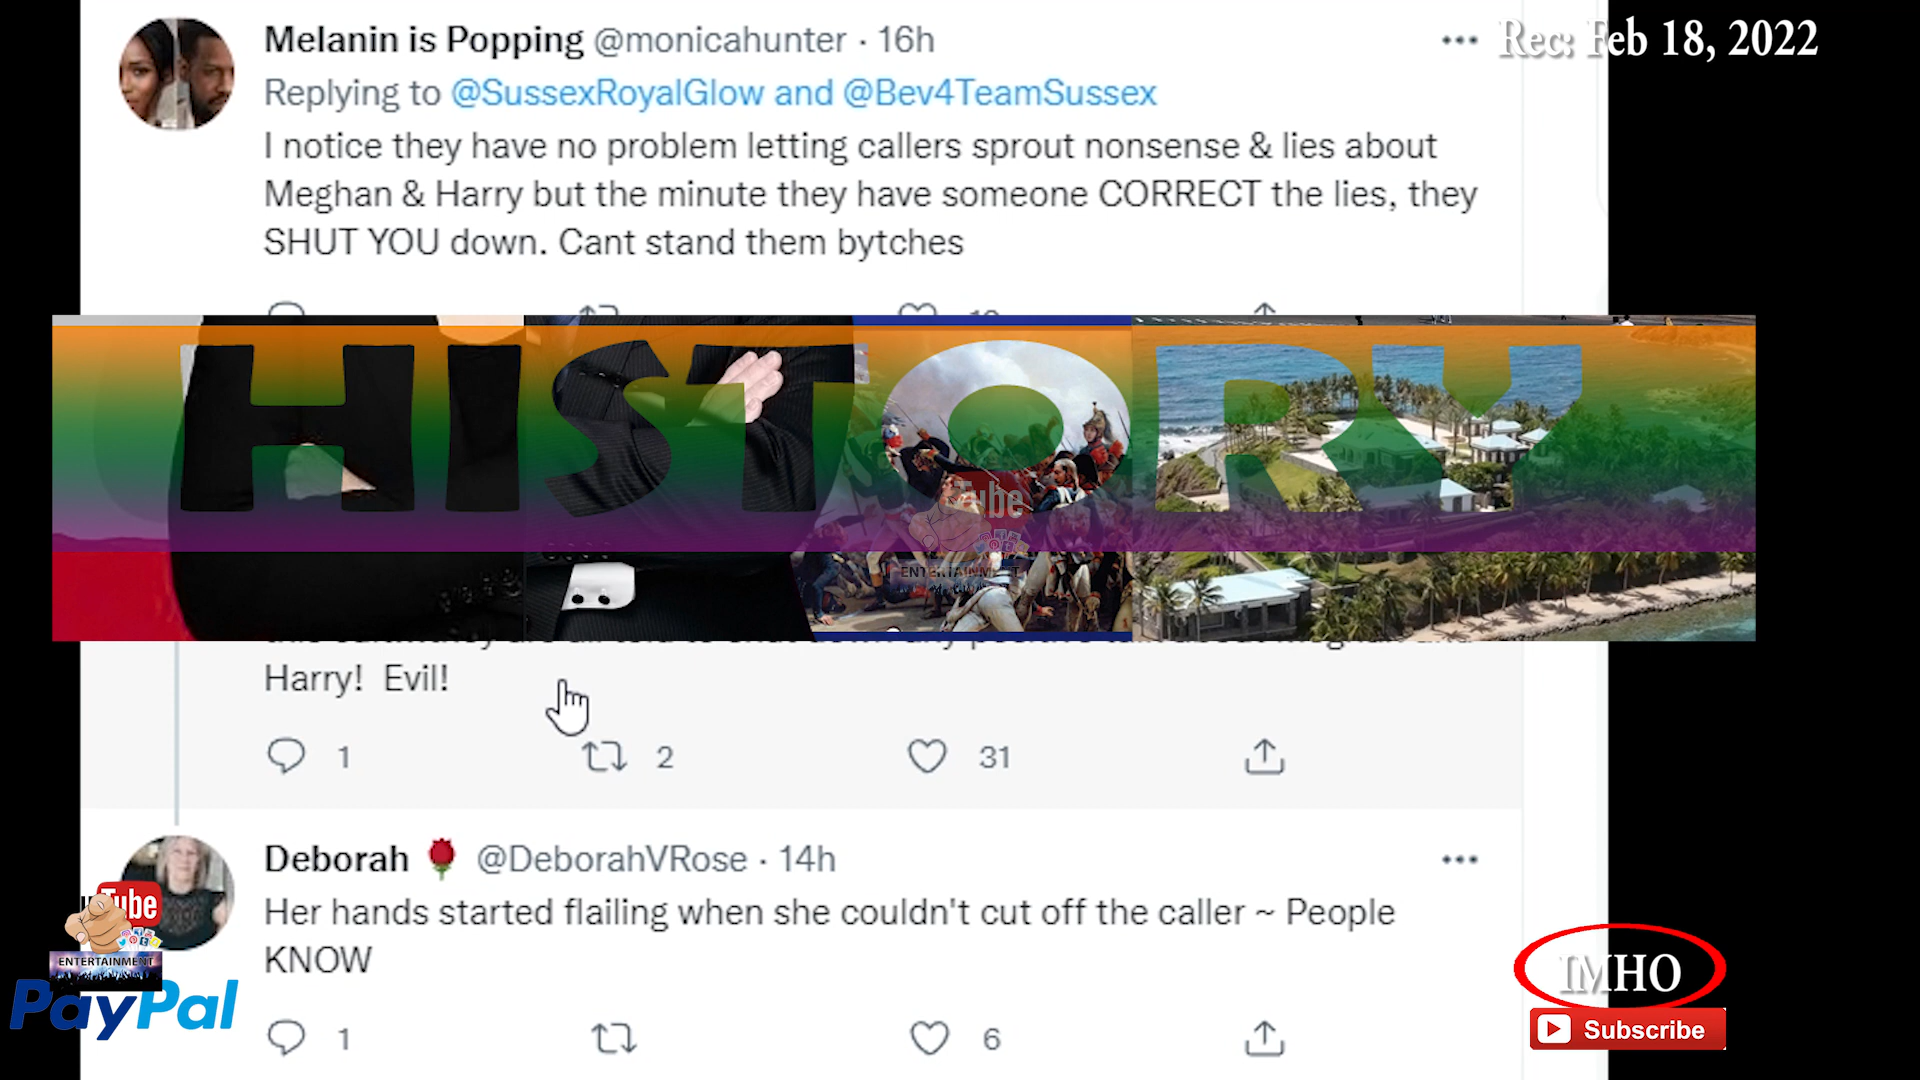 Melanin is Popping @monicahunter · 16h
Rec: Feb 18, 2022
Replying to @SussexRoyalGlow and @Bev4TeamSussex
I notice they have no problem letting callers sprout nonsense & lies about
Meghan & Harry but the minute they have someone CORRECT the lies, they
SHUT YOU down. Cant stand them bytches
HISTORY
Tube
ENTERTAINMENT
Harry! Evil!
1 2 31
Deborah @DeborahVRose · 14h
Her hands started flailing when she couldn't cut off the caller ~ People
KNOW
Tube
ENTERTAINMENT
PayPal
1 6
IMHO
Subscribe